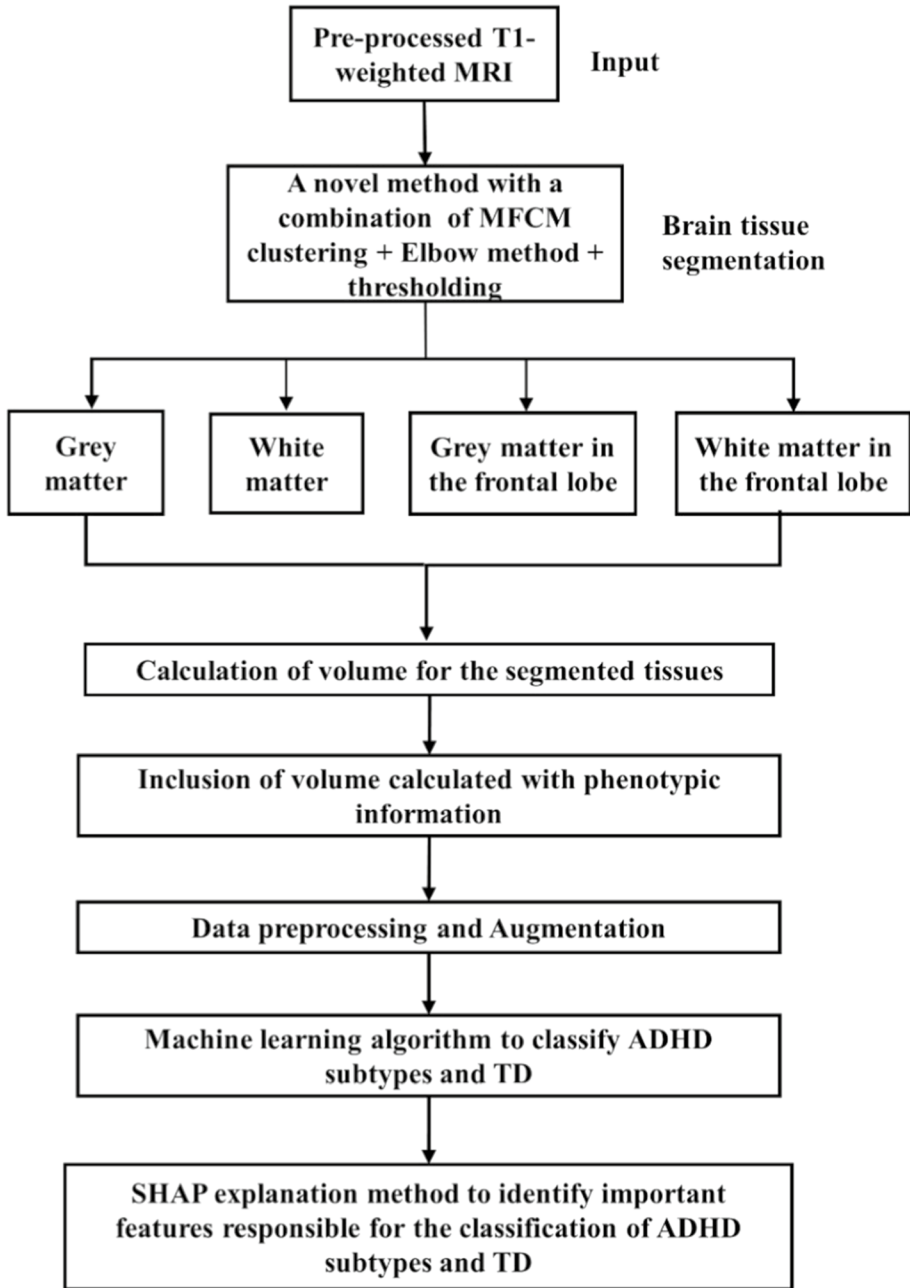 Pre-processed T1-
weighted MRI
Input
A novel method with a
combination of MFCM
clustering + Elbow method +
thresholding
Brain tissue
segmentation
Grey
matter
White
matter
Grey matter in
the frontal lobe
White matter in
the frontal lobe
Calculation of volume for the segmented tissues
Inclusion of volume calculated with phenotypic
information
Data preprocessing and Augmentation
Machine learning algorithm to classify ADHD
subtypes and TD
SHAP explanation method to identify important
features responsible for the classification of ADHD
subtypes and TD